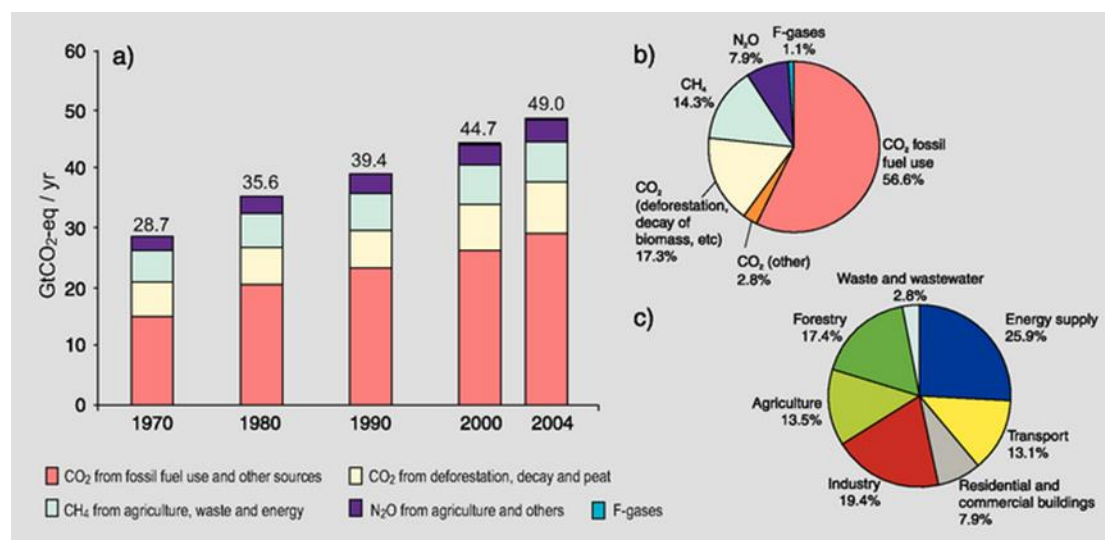 a)
GtCO₂-eq / yr
60
50
40
30
20
10
0
28.7
35.6
39.4
44.7
49.0
1970
1980
1990
2000
2004
b)
F-gases
1.1%
N₂O
7.9%
CH₄
14.3%
CO₂ fossil
fuel use
56.6%
CO₂
(deforestation,
decay of
biomass, etc)
17.3%
CO₂ (other)
2.8%
c)
Waste and wastewater
2.8%
Forestry
17.4%
Energy supply
25.9%
Agriculture
13.5%
Transport
13.1%
Industry
19.4%
Residential and
commercial buildings
7.9%
CO₂ from fossil fuel use and other sources
CO₂ from deforestation, decay and peat
CH₄ from agriculture, waste and energy
N₂O from agriculture and others
F-gases